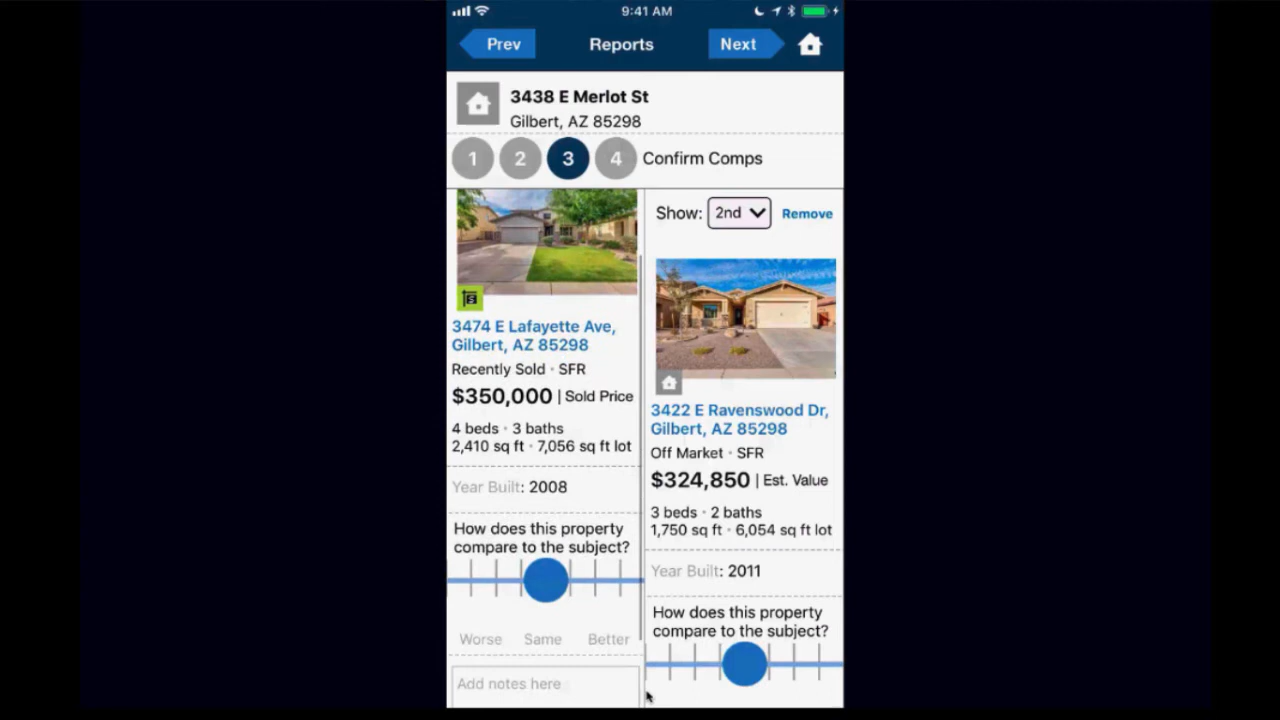 9:41 AM
Prev
Reports
Next
3438 E Merlot St
Gilbert, AZ 85298
1 2 3 4 Confirm Comps
3474 E Lafayette Ave,
Gilbert, AZ 85298
Recently Sold · SFR
$350,000 | Sold Price
4 beds · 3 baths
2,410 sq ft · 7,056 sq ft lot
Year Built: 2008
How does this property
compare to the subject?
Worse Same Better
Add notes here
Show: 2nd Remove
3422 E Ravenswood Dr,
Gilbert, AZ 85298
Off Market · SFR
$324,850 | Est. Value
3 beds · 2 baths
1,750 sq ft · 6,054 sq ft lot
Year Built: 2011
How does this property
compare to the subject?